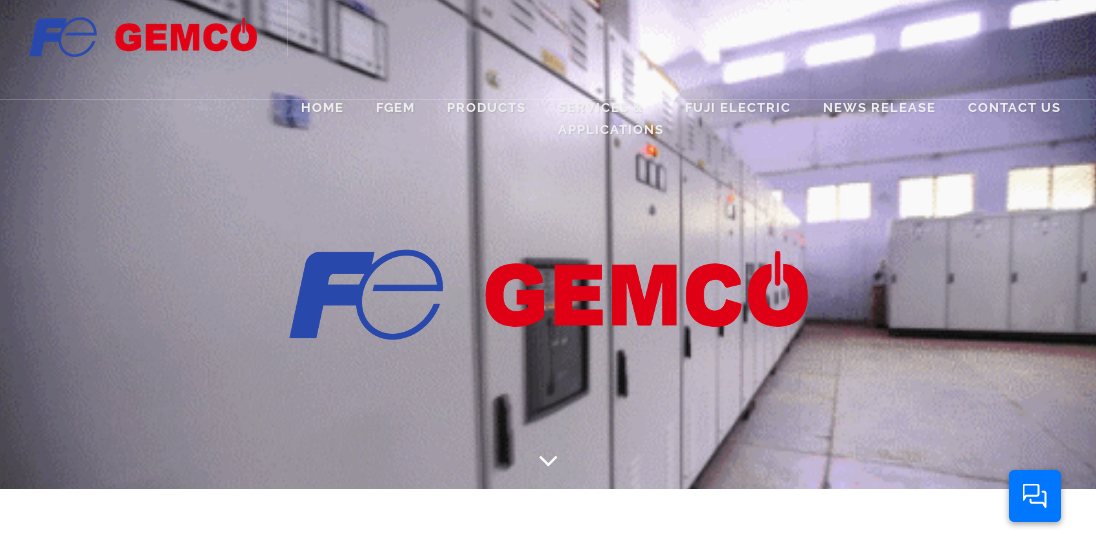 Fe GEMCO
HOME FGEM PRODUCTS SERVICES & FUJI ELECTRIC NEWS RELEASE CONTACT US
APPLICATIONS
Fe GEMCO